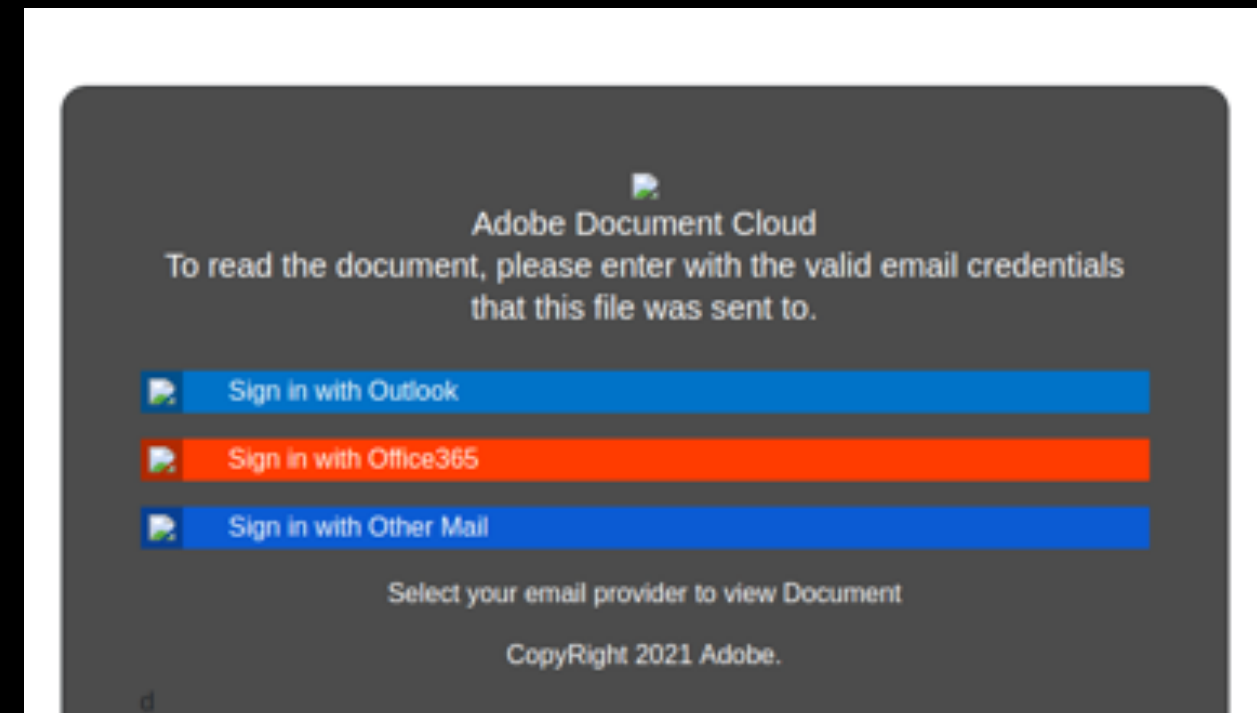 Adobe Document Cloud
To read the document, please enter with the valid email credentials
that this file was sent to.
Sign in with Outlook
Sign in with Office365
Sign in with Other Mail
Select your email provider to view Document
CopyRight 2021 Adobe.
d